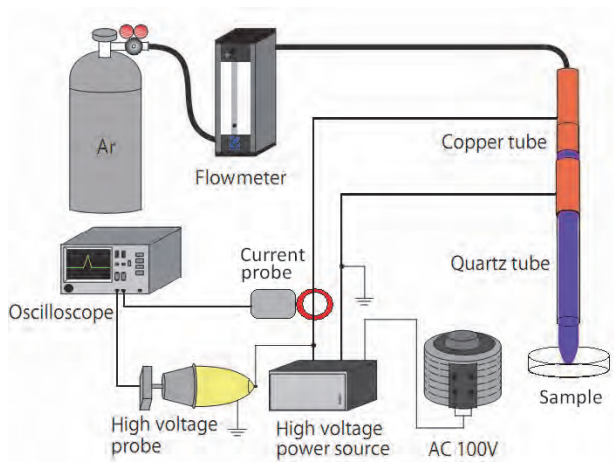 Ar
Flowmeter
Copper tube
Quartz tube
Current
probe
Oscilloscope
High voltage
probe
High voltage
power source
AC 100V
Sample